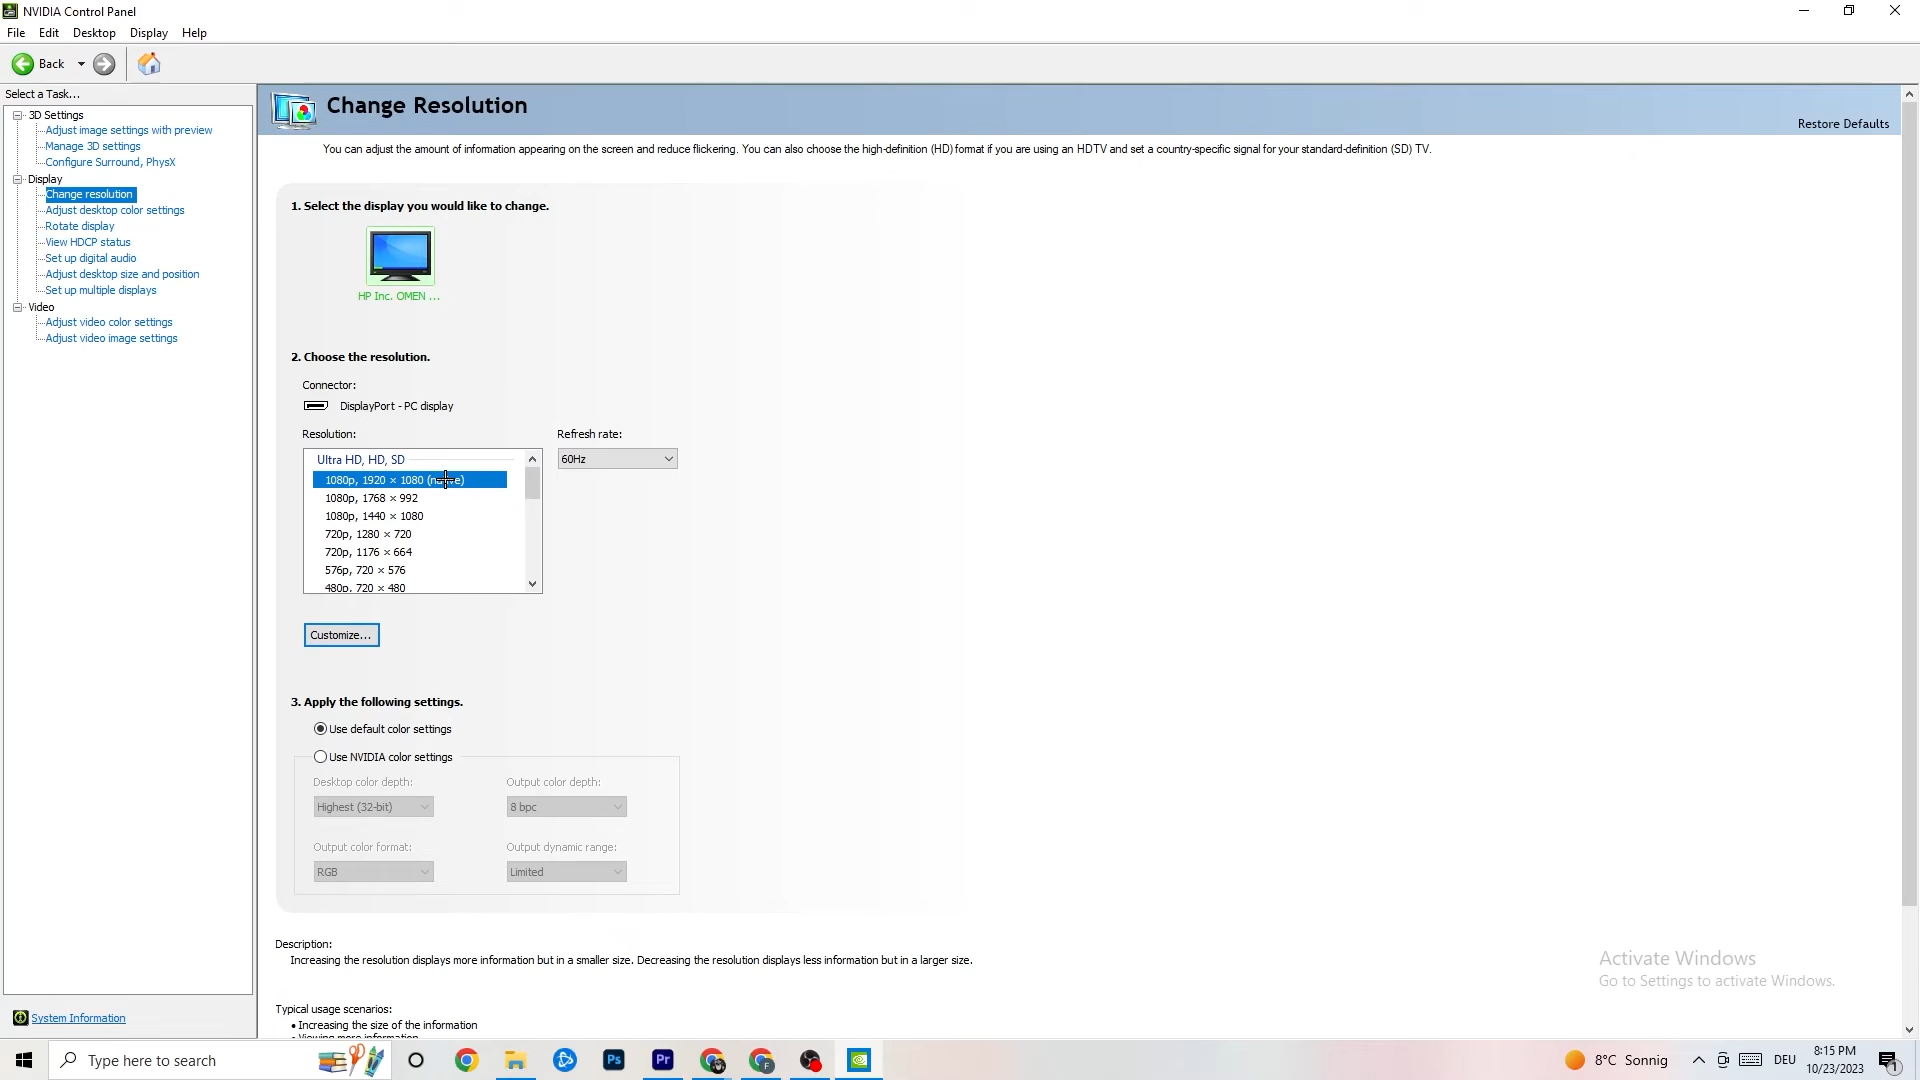 NVIDIA Control Panel
File Edit Desktop Display Help
Back
Select a Task...
3D Settings
Adjust image settings with preview
Manage 3D settings
Configure Surround, PhysX
Display
Change resolution
Adjust desktop color settings
Rotate display
View HDCP status
Set up digital audio
Adjust desktop size and position
Set up multiple displays
Video
Adjust video color settings
Adjust video image settings
System Information
Change Resolution
Restore Defaults
You can adjust the amount of information appearing on the screen and reduce flickering. You can also choose the high-definition (HD) format if you are using an HDTV and set a country-specific signal for your standard-definition (SD) TV.
1. Select the display you would like to change.
HP Inc. OMEN ...
2. Choose the resolution.
Connector:
DisplayPort - PC display
Resolution:
Refresh rate:
60Hz
Ultra HD, HD, SD
1080p, 1920 × 1080
1080p, 1768 × 992
1080p, 1440 × 1080
720p, 1280 × 720
720p, 1176 × 664
576p, 720 × 576
480p, 720 × 480
Customize...
3. Apply the following settings.
Use default color settings
Use NVIDIA color settings
Desktop color depth:
Output color depth:
Highest (32-bit)
8 bpc
Output color format:
Output dynamic range:
RGB
Limited
Description:
Increasing the resolution displays more information but in a smaller size. Decreasing the resolution displays less information but in a larger size.
Typical usage scenarios:
• Increasing the size of the information
Activate Windows
Go to Settings to activate Windows.
Type here to search
Ps
Pr
F
8°C Sonnig
DEU
8:15 PM
10/23/2023
1